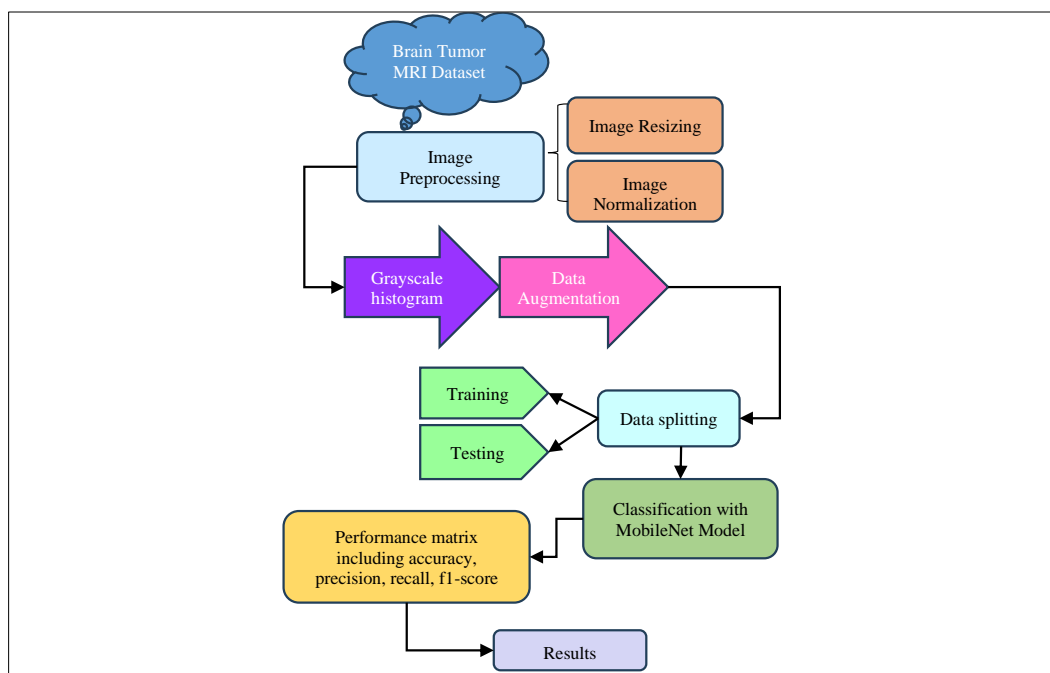 Brain Tumor
MRI Dataset
Image
Preprocessing
Image Resizing
Image
Normalization
Grayscale
histogram
Data
Augmentation
Training
Testing
Data splitting
Classification with
MobileNet Model
Performance matrix
including accuracy,
precision, recall, f1-score
Results